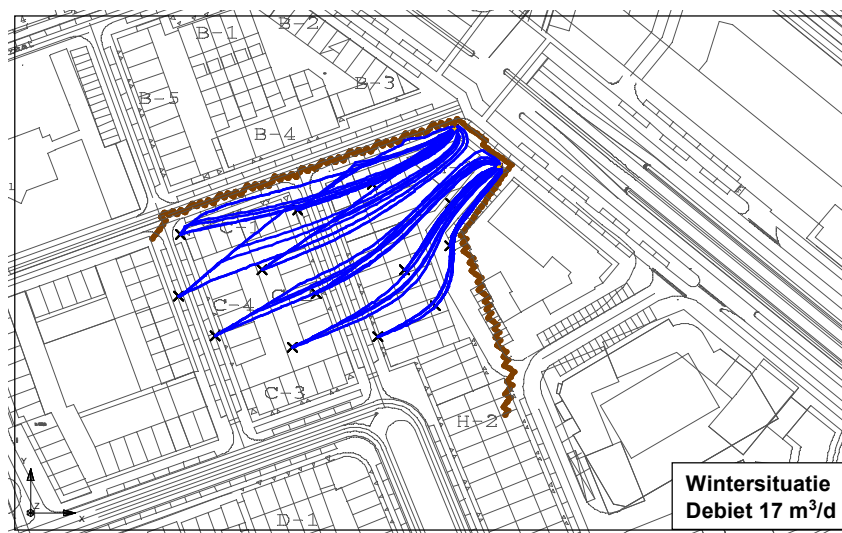 B-1
B-2
B-3
B-5
B-4
C-4
C-3
H-2
D-1
Y
Z
X
Wintersituatie
Debiet 17 m³/d